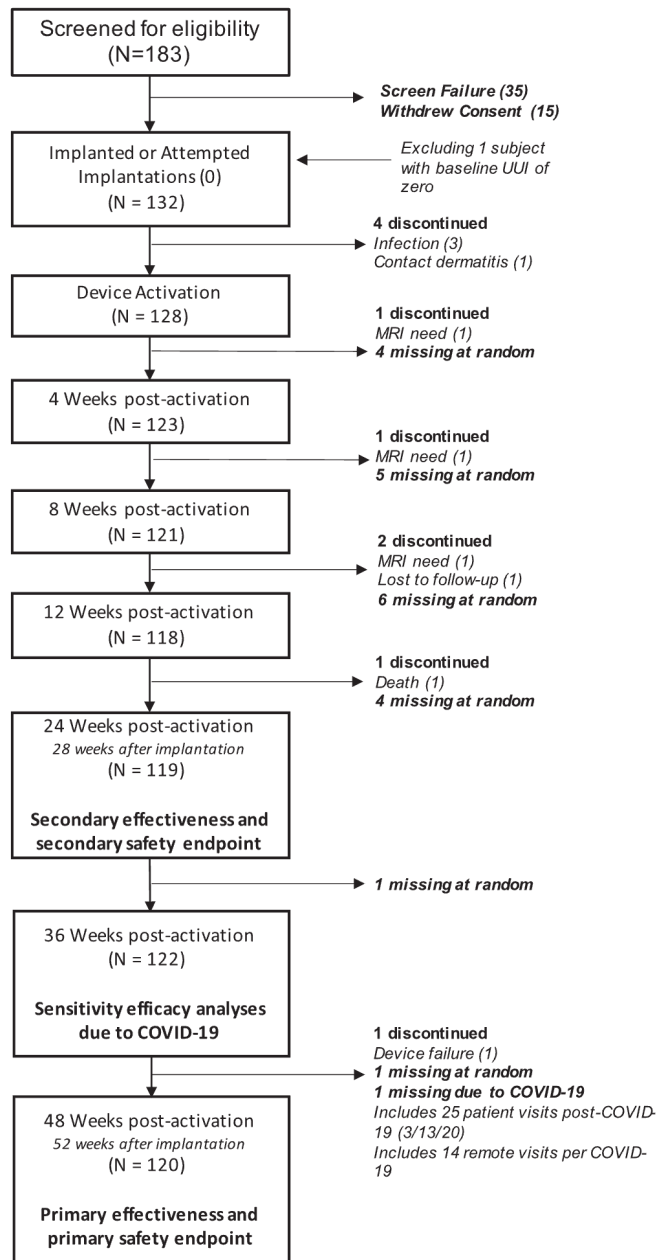 Screened for eligibility
(N=183)
Screen Failure (35)
Withdrew Consent (15)
Implanted or Attempted
Implantations (0)
(N = 132)
Excluding 1 subject
with baseline UUI of
zero
4 discontinued
Infection (3)
Contact dermatitis (1)
Device Activation
(N = 128)
1 discontinued
MRI need (1)
4 missing at random
4 Weeks post-activation
(N = 123)
1 discontinued
MRI need (1)
5 missing at random
8 Weeks post-activation
(N = 121)
2 discontinued
MRI need (1)
Lost to follow-up (1)
6 missing at random
12 Weeks post-activation
(N = 118)
1 discontinued
Death (1)
4 missing at random
24 Weeks post-activation
28 weeks after implantation
(N = 119)
Secondary effectiveness and
secondary safety endpoint
1 missing at random
36 Weeks post-activation
(N = 122)
Sensitivity efficacy analyses
due to COVID-19
1 discontinued
Device failure (1)
1 missing at random
1 missing due to COVID-19
Includes 25 patient visits post-COVID-
19 (3/13/20)
Includes 14 remote visits per COVID-
19
48 Weeks post-activation
52 weeks after implantation
(N = 120)
Primary effectiveness and
primary safety endpoint